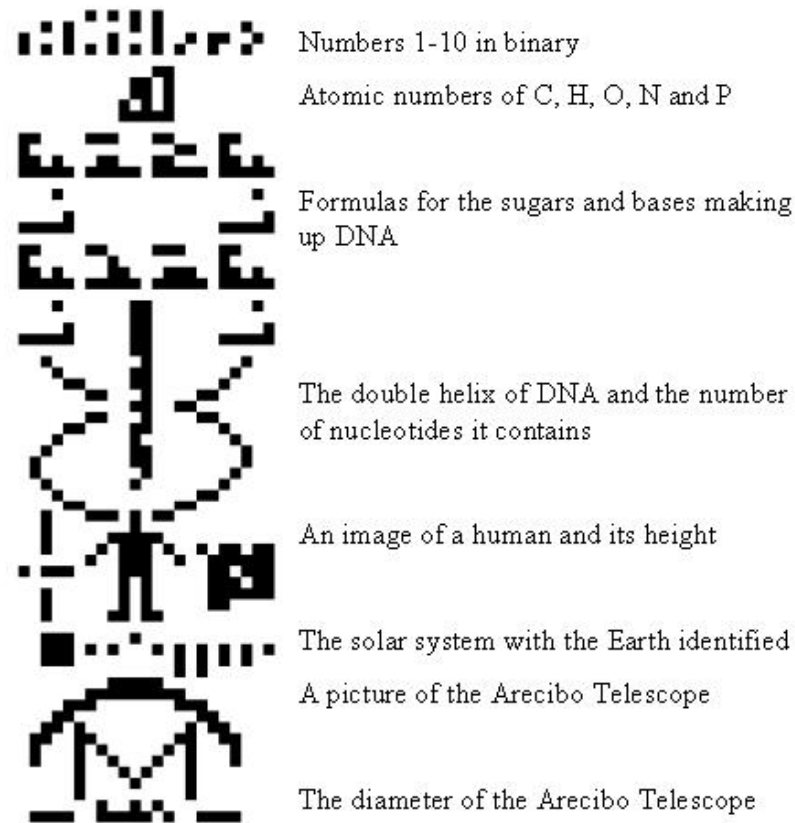 Numbers 1-10 in binary
Atomic numbers of C, H, O, N and P
Formulas for the sugars and bases making
up DNA
The double helix of DNA and the number
of nucleotides it contains
An image of a human and its height
The solar system with the Earth identified
A picture of the Arecibo Telescope
The diameter of the Arecibo Telescope